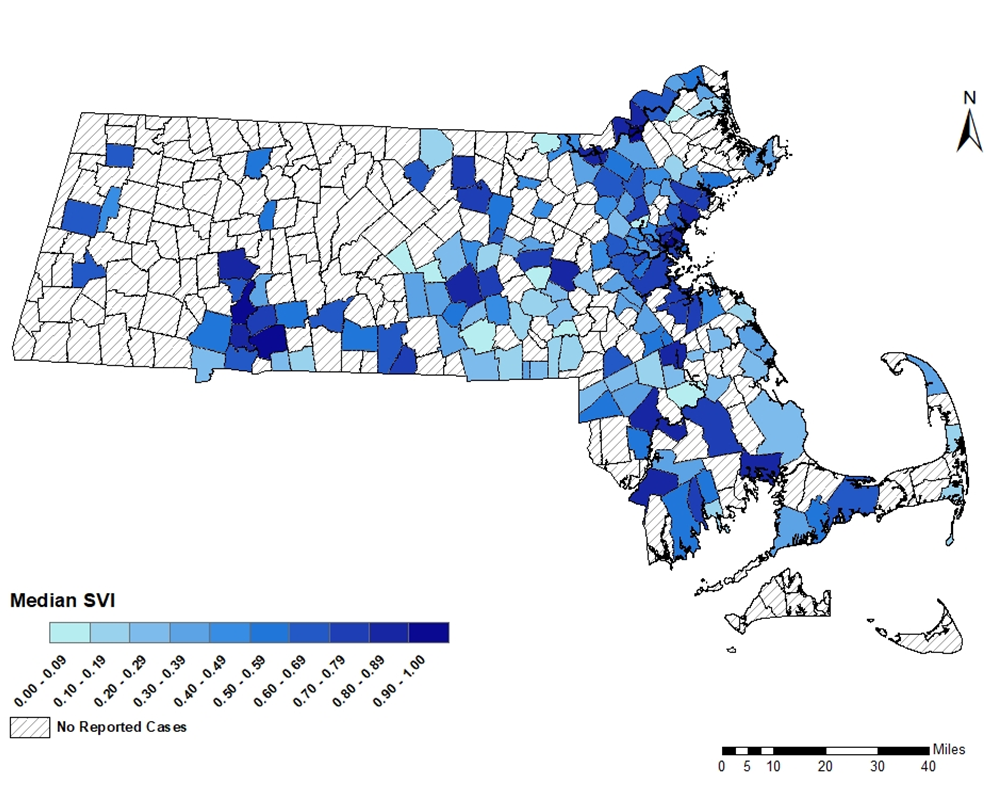 N
Median SVI
0.00 - 0.09
0.10 - 0.19
0.20 - 0.29
0.30 - 0.39
0.40 - 0.49
0.50 - 0.59
0.60 - 0.69
0.70 - 0.79
0.80 - 0.89
0.90 - 1.00
No Reported Cases
Miles
0 5 10 20 30 40